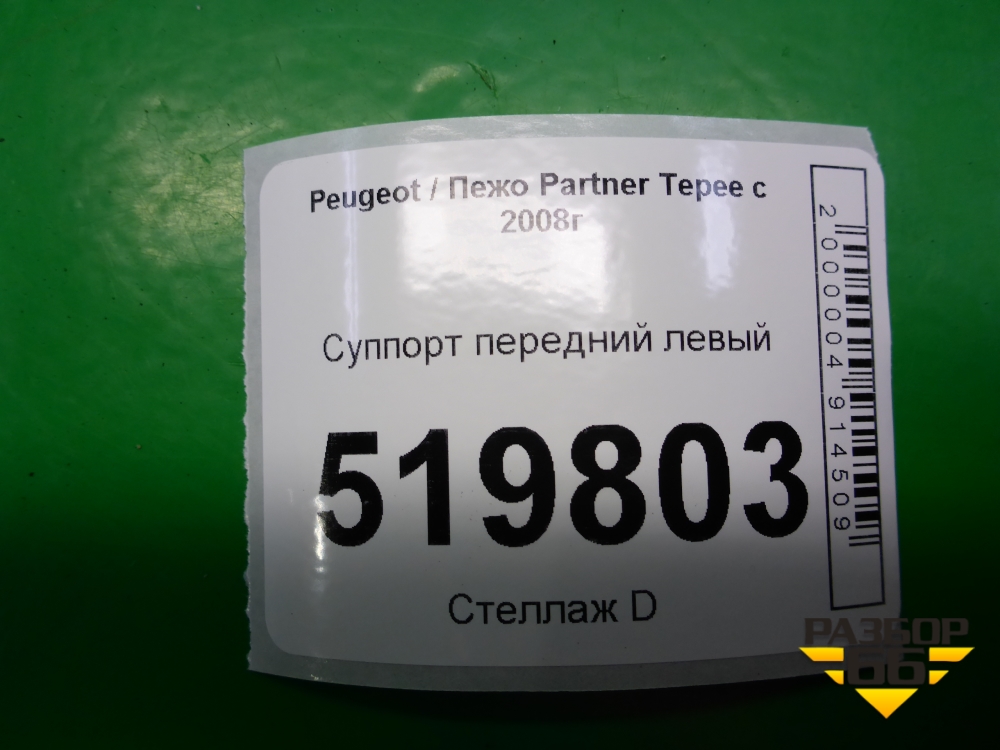 Peugeot / Пежо Partner Tepee с
2008г
Суппорт передний левый
519803
Стеллаж D
2000004914509
РАЗБОР
66